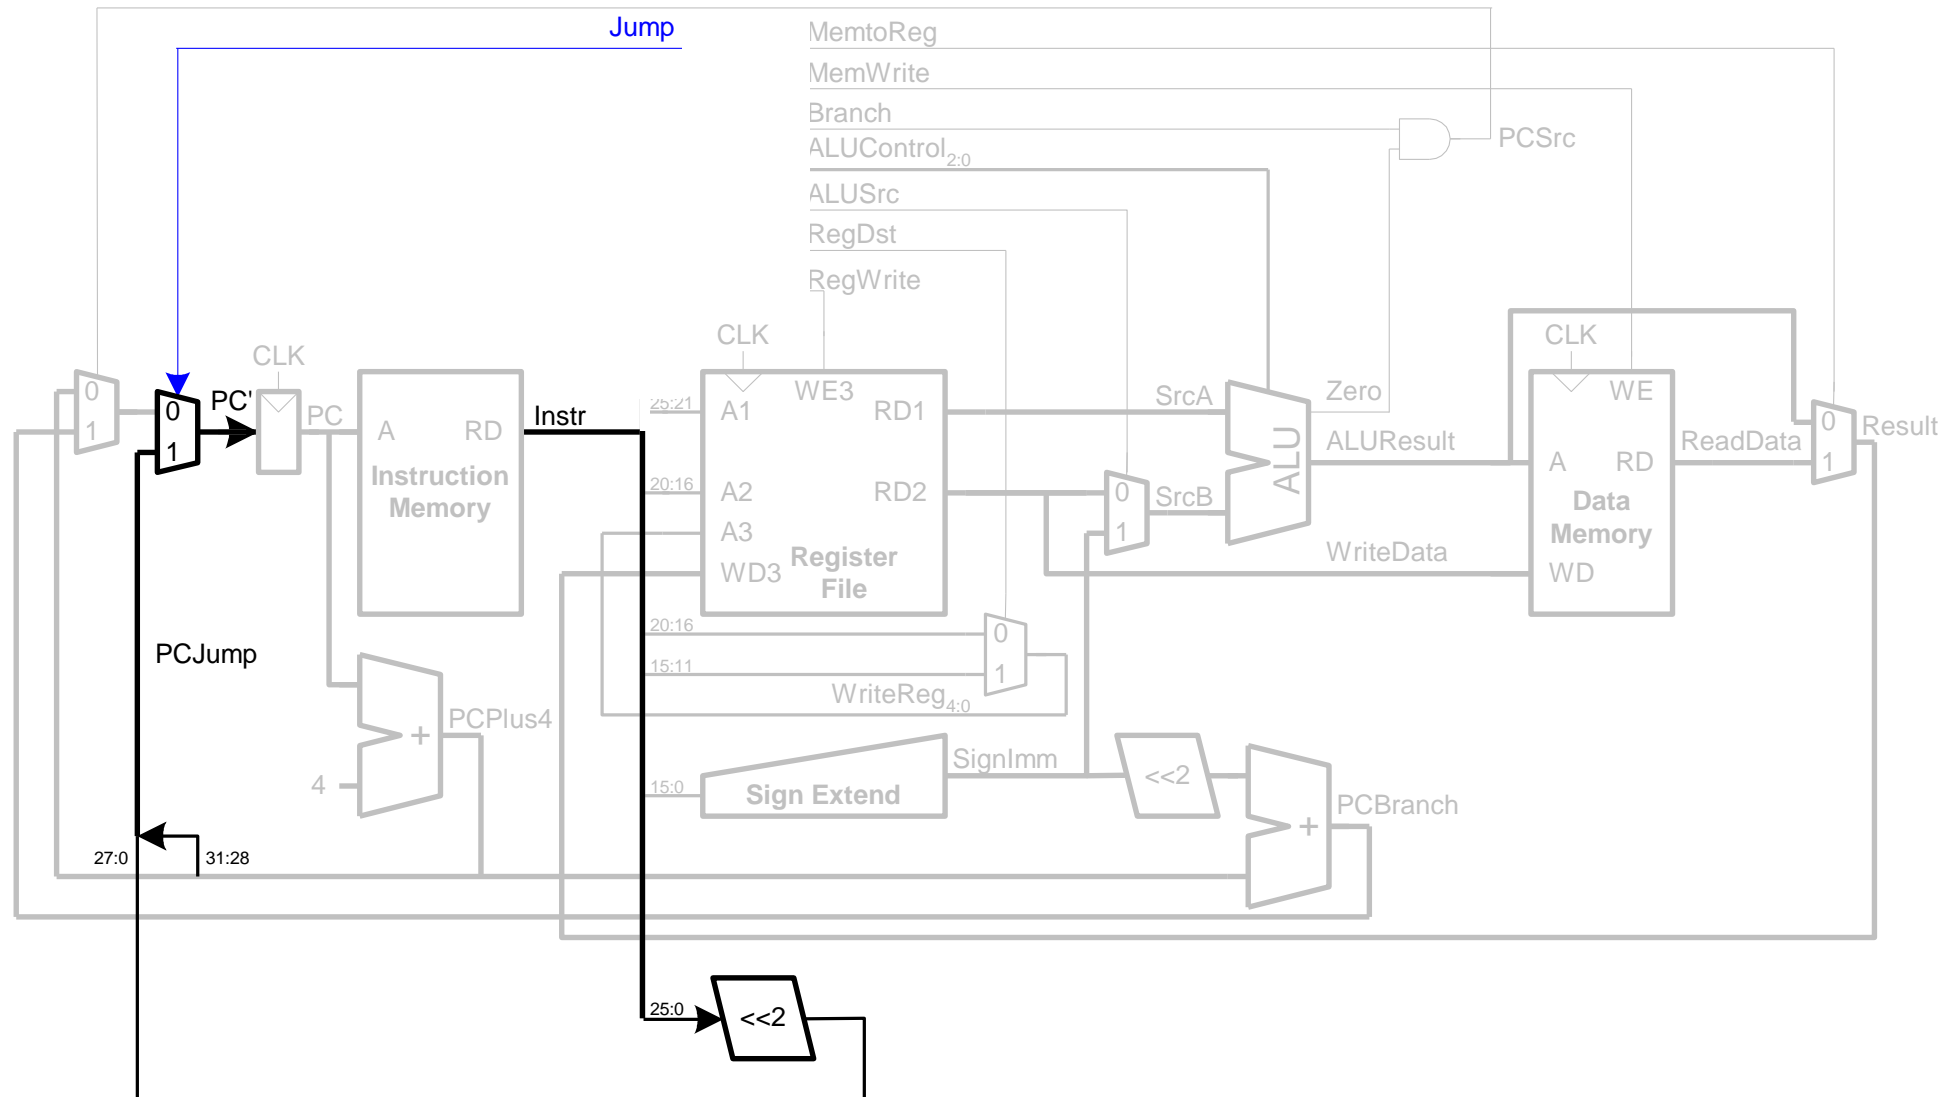 Jump
MemtoReg
MemWrite
Branch
PCSrc
ALUControl2:0
ALUSrc
RegDst
RegWrite
CLK
CLK
CLK
0
1
0
1
PC'
PC
A
RD
Instruction
Memory
Instr
25:21
A1
WE3
RD1
SrcA
Zero
ALU
ALUResult
WE
A
RD
ReadData
0
1
Result
20:16
A2
RD2
0
1
SrcB
Data
Memory
A3
WD3
Register
File
WriteData
WD
20:16
15:11
0
1
WriteReg4:0
PCJump
PCPlus4
+
4
15:0
Sign Extend
SignImm
<<2
+
PCBranch
27:0
31:28
25:0
<<2